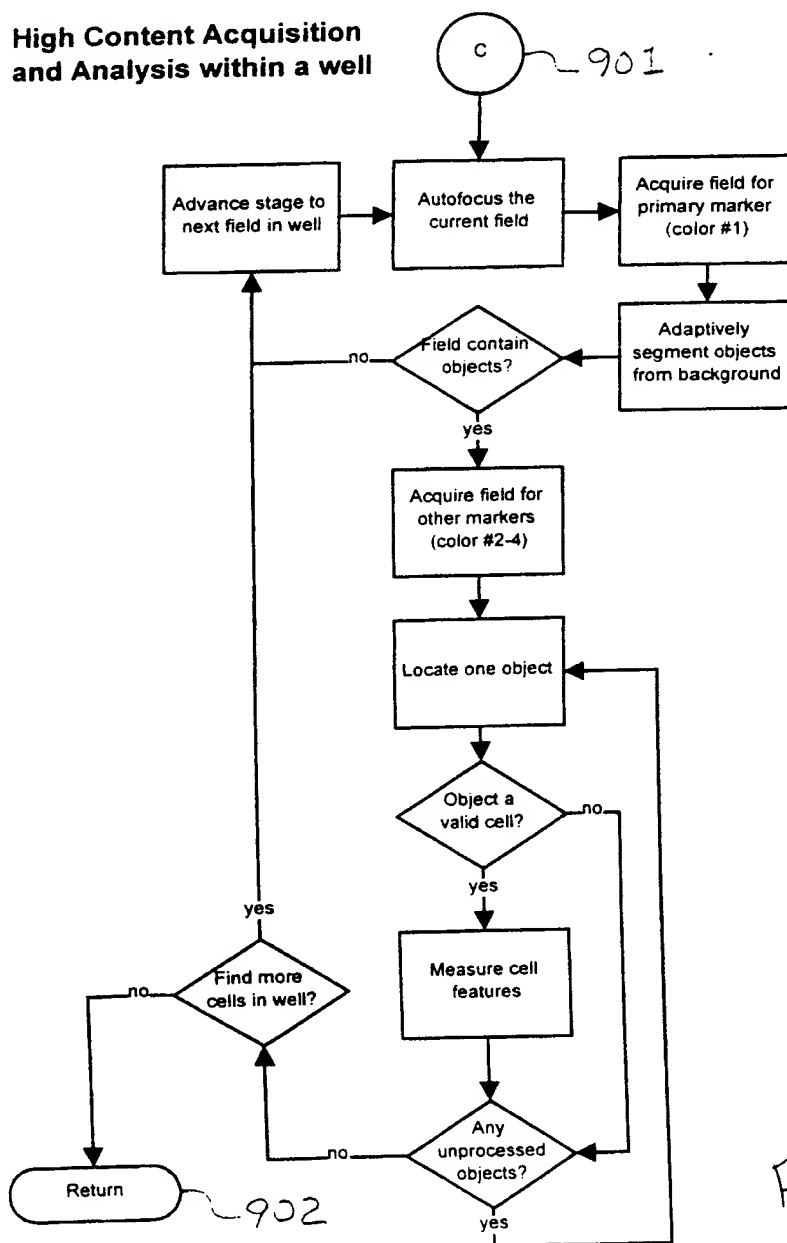 High Content Acquisition
and Analysis within a well
C
901
Advance stage to
next field in well
Autofocus the
current field
Acquire field for
primary marker
(color #1)
Field contain
objects?
no
yes
Adaptively
segment objects
from background
Acquire field for
other markers
(color #2-4)
Locate one object
Object a
valid cell?
no
yes
Measure cell
features
yes
Find more
cells in well?
no
Any
unprocessed
objects?
no
yes
Return
902